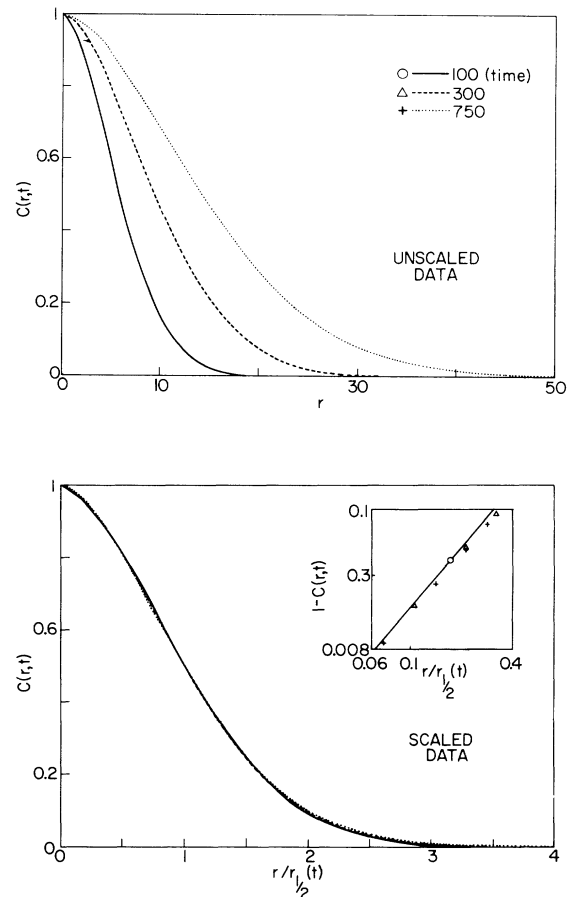 1
○ — 100 (time)
△ ---- 300
+ ······ 750
0.6
C(r,t)
UNSCALED
DATA
0.2
0
0 10 30 50
r
1
0.1
0.3
1-C(r,t)
0.008
0.06 0.1 0.4
r/r½(t)
0.6
C(r,t)
SCALED
DATA
0.2
0
0 1 2 3 4
r/r½(t)